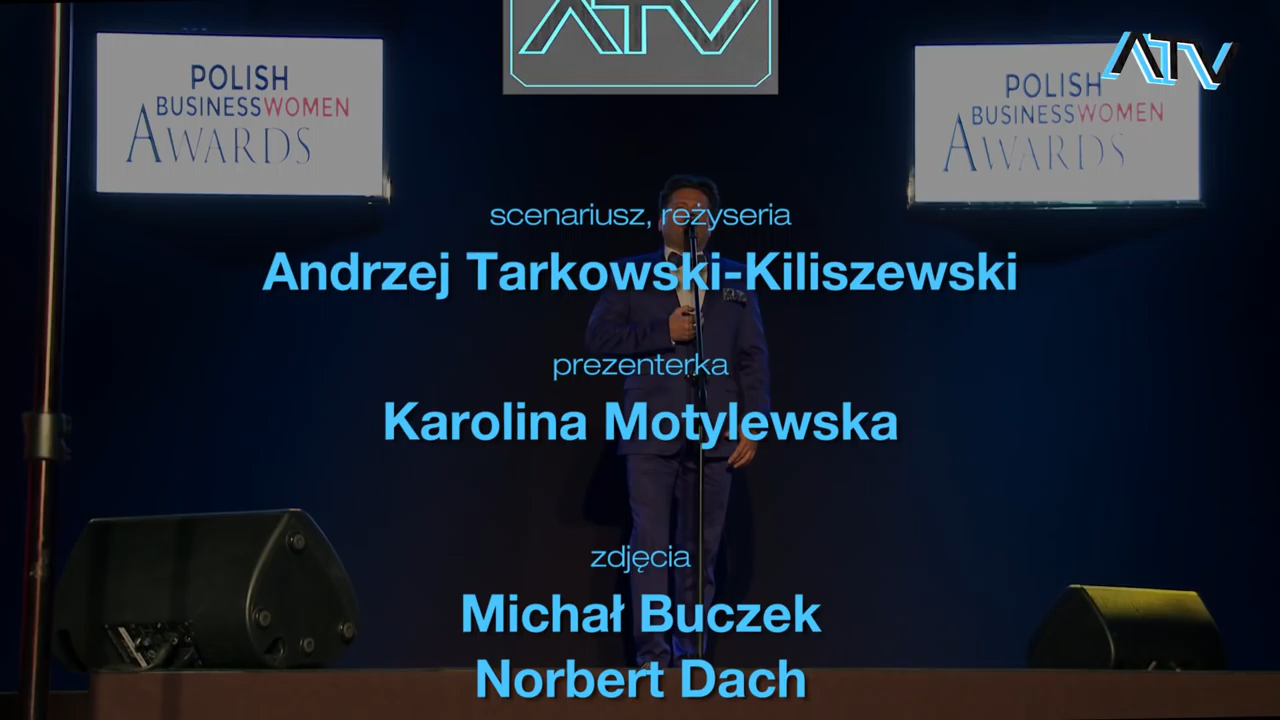 ATV
POLISH
BUSINESSWOMEN
AWARDS
POLISH
BUSINESSWOMEN
AWARDS
ATV
scenariusz, reżyseria
Andrzej Tarkowski-Kiliszewski
prezenterka
Karolina Motylewska
zdjęcia
Michał Buczek
Norbert Dach